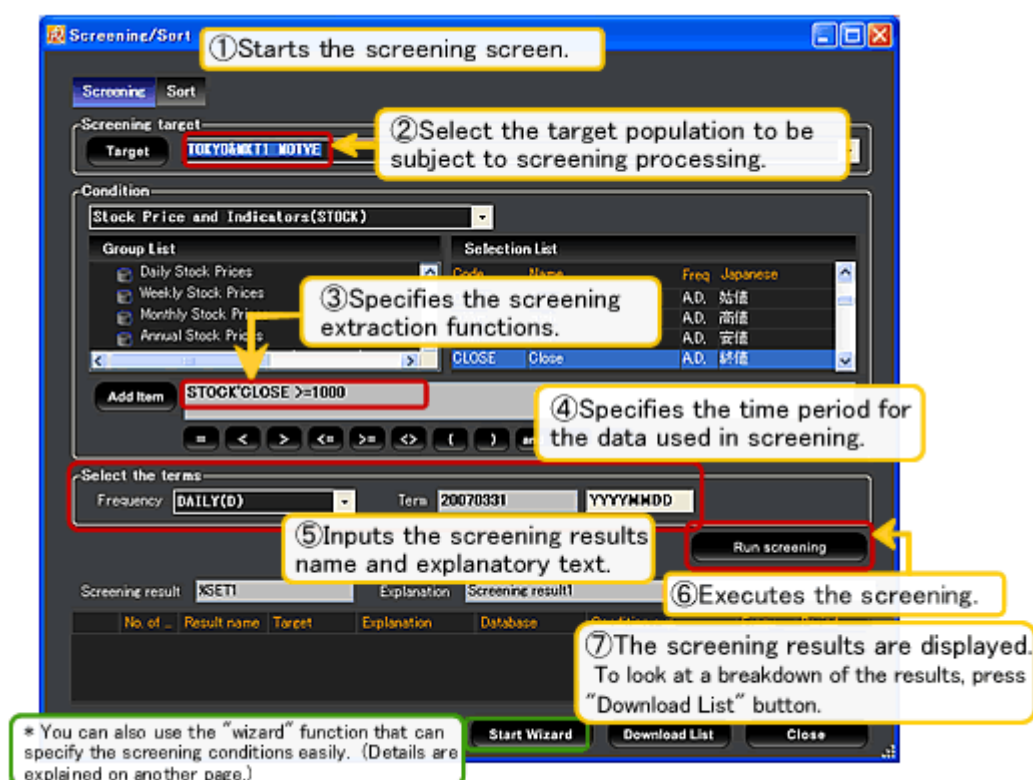 Screening/Sort
①Starts the screening screen.
Screening Sort
Screening target
Target TOKYO&MKT1 NOTYE
②Select the target population to be
subject to screening processing.
Condition
Stock Price and Indicators(STOCK)
Group List
Selection List
Daily Stock Prices
Weekly Stock Prices
Monthly Stock
Annual Stock Prices
Code Name Freq Japanese
A.D. 始値
A.D. 高値
A.D. 安値
CLOSE Close A.D. 終値
③Specifies the screening
extraction functions.
Add Item STOCK'CLOSE >=1000
= < > <= >= <> ( )
④Specifies the time period for
the data used in screening.
Select the terms
Frequency DAILY(D) Term 20070331 YYYYMMDD
⑤Inputs the screening results
name and explanatory text.
Run screening
Screening result %SET1 Explanation Screening result1
⑥Executes the screening.
No. of ... Result name Target Explanation Database
⑦The screening results are displayed.
To look at a breakdown of the results, press
"Download List" button.
* You can also use the "wizard" function that can
specify the screening conditions easily. (Details are
explained on another page.)
Start Wizard Download List Close